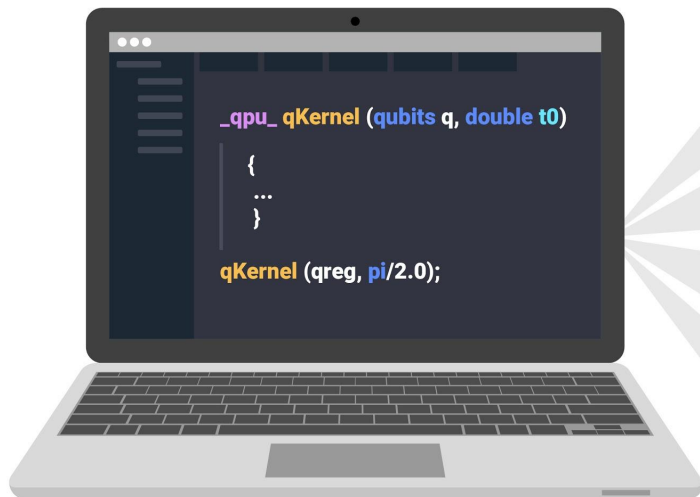 _qpu_ qKernel (qubits q, double t0)
{
...
}
qKernel (qreg, pi/2.0);